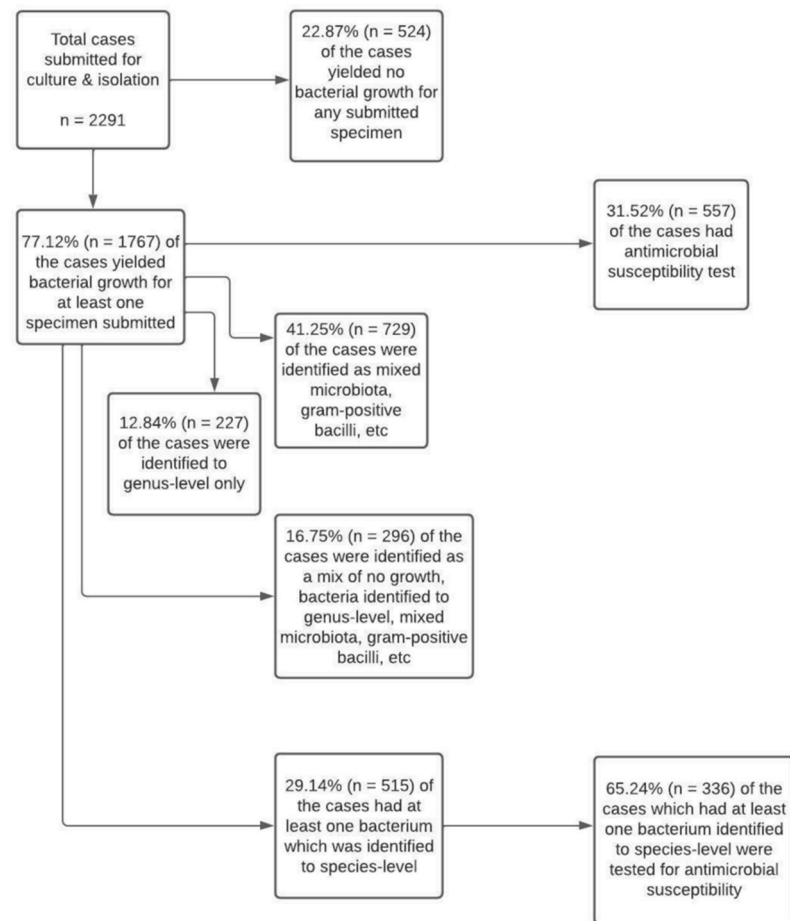 Total cases
submitted for
culture & isolation
n = 2291
22.87% (n = 524)
of the cases
yielded no
bacterial growth for
any submitted
specimen
77.12% (n = 1767) of
the cases yielded
bacterial growth for
at least one
specimen submitted
31.52% (n = 557)
of the cases had
antimicrobial
susceptibility test
41.25% (n = 729)
of the cases were
identified as mixed
microbiota,
gram-positive
bacilli, etc
12.84% (n = 227)
of the cases were
identified to
genus-level only
16.75% (n = 296) of the
cases were identified as
a mix of no growth,
bacteria identified to
genus-level, mixed
microbiota, gram-positive
bacilli, etc
29.14% (n = 515) of
the cases had at
least one bacterium
which was identified
to species-level
65.24% (n = 336) of the
cases which had at least
one bacterium identified
to species-level were
tested for antimicrobial
susceptibility